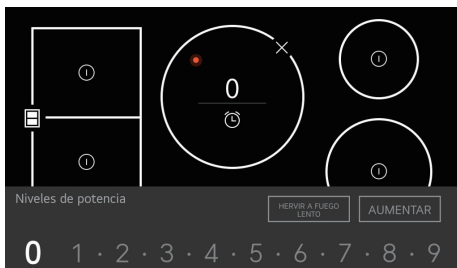 0
Niveles de potencia
HERVIR A FUEGO
LENTO
AUMENTAR
0 1 · 2 · 3 · 4 · 5 · 6 · 7 · 8 · 9